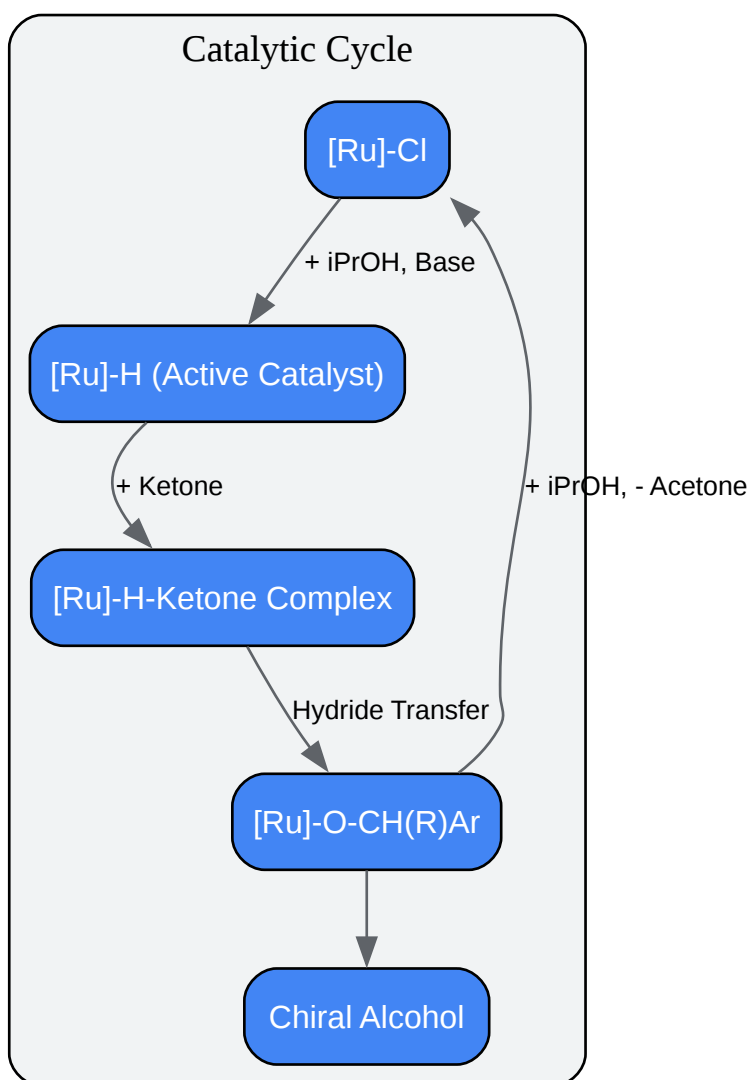 Catalytic Cycle
[Ru]-Cl
+ iPrOH, Base
[Ru]-H (Active Catalyst)
+ Ketone
+ iPrOH, - Acetone
[Ru]-H-Ketone Complex
Hydride Transfer
[Ru]-O-CH(R)Ar
Chiral Alcohol